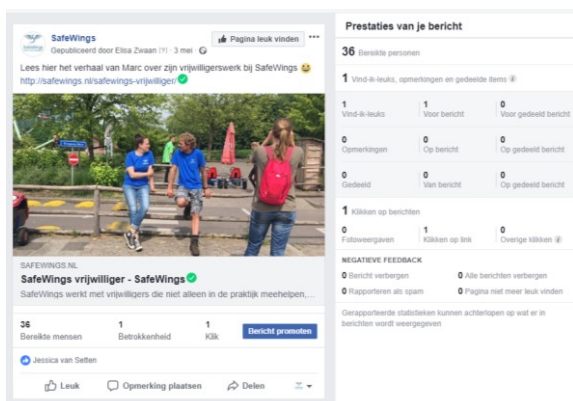 SafeWings
Pagina leuk vinden
Gepubliceerd door Elisa Zwaan [?] · 3 mei ·
Lees hier het verhaal van Marc over zijn vrijwilligerswerk bij SafeWings 😀
http://safewings.nl/safewings-vrijwilliger/
SAFEWINGS.NL
SafeWings vrijwilliger - SafeWings
SafeWings werkt met vrijwilligers die niet alleen in de praktijk meehelpen,...
36 1 1
Bereikte mensen Betrokkenheid Klik
Bericht promoten
Jessica van Setten
Leuk Opmerking plaatsen Delen
Prestaties van je bericht
36 Bereikte personen
1 Vind-ik-leuks, opmerkingen en gedeelde items
1 1 0
Vind-ik-leuks Voor bericht Voor gedeeld bericht
0 0 0
Opmerkingen Op bericht Op gedeeld bericht
0 0 0
Gedeeld Van bericht Op gedeeld bericht
1 Klikken op berichten
0 1 0
Fotoweergaven Klikken op link Overige klikken
NEGATIEVE FEEDBACK
0 Bericht verbergen 0 Alle berichten verbergen
0 Rapporteren als spam 0 Pagina niet meer leuk vinden
Gerapporteerde statistieken kunnen achterlopen op wat er in
berichten wordt weergegeven